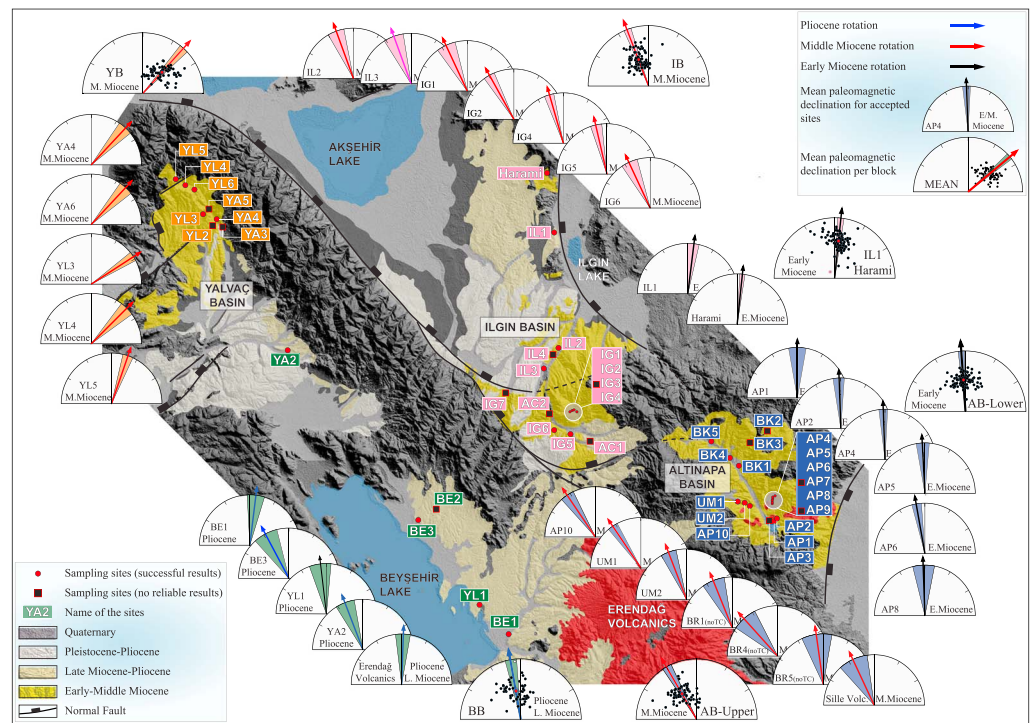 YB
M. Miocene
IL2
M
IL3
M
IG1
M
IG2
M
IG4
M
IG5
M
IG6
M.Miocene
IB
M.Miocene
Pliocene rotation
Middle Miocene rotation
Early Miocene rotation
Mean paleomagnetic
declination for accepted
sites
AP4
E/M.
Miocene
Mean paleomagnetic
declination per block
MEAN
YA4
M.Miocene
YA6
M.Miocene
YL3
M.Miocene
YL4
M.Miocene
YL5
M.Miocene
YL5
YL4
YL6
YA5
YL3
YA4
YL2
YA3
YALVAÇ
BASIN
YA2
AKŞEHİR
LAKE
Harami
IL1
ILGIN
LAKE
ILGIN BASIN
IL2
IL4
IL3
IG1
IG2
IG3
IG4
IG7
AC2
IG6
IG5
AC1
IL1
E
Harami
E.Miocene
Early
Miocene
IL1
Harami
AP1
E
AP2
E
AP4
E
AP5
E.Miocene
AP6
E.Miocene
AP8
E.Miocene
Early
Miocene
AB-Lower
BK5
BK2
BK3
BK4
BK1
ALTINAPA
BASIN
UM1
UM2
AP10
AP4
AP5
AP6
AP7
AP8
AP9
AP2
AP1
AP3
BE2
BE3
BEYŞEHİR
LAKE
YL1
BE1
ERENDAĞ
VOLCANICS
BE1
Pliocene
BE3
Pliocene
YL1
Pliocene
YA2
Pliocene
Erendağ
Volcanics
Pliocene
L. Miocene
BB
Pliocene
L. Miocene
AP10
M
UM1
M
UM2
M
BR1(noTC)
M
BR4(noTC)
M
BR5(noTC)
M
Sille Volc.
M.Miocene
M.Miocene
AB-Upper
Sampling sites (successful results)
Sampling sites (no reliable results)
YA2
Name of the sites
Quaternary
Pleistocene-Pliocene
Late Miocene-Pliocene
Early-Middle Miocene
Normal Fault